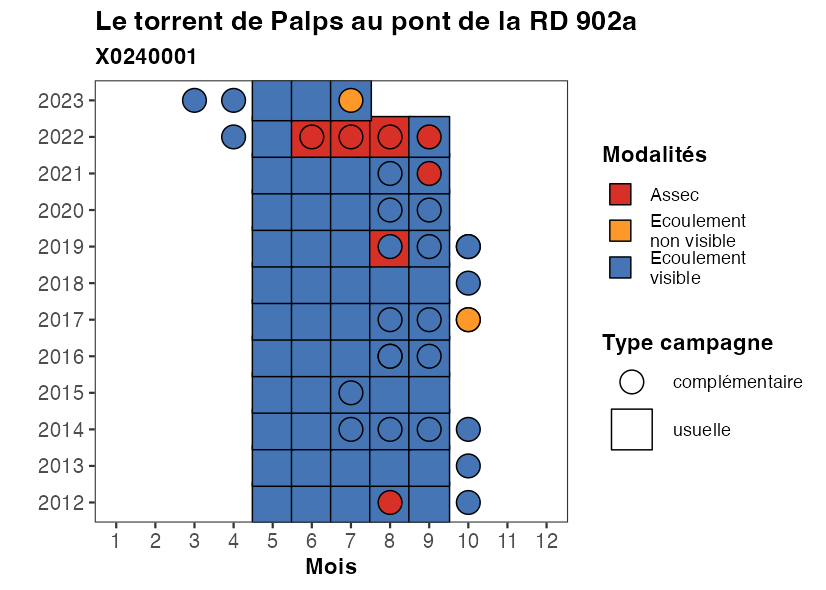 Le torrent de Palps au pont de la RD 902a
X0240001
2023
2022
2021
2020
2019
2018
2017
2016
2015
2014
2013
2012
1 2 3 4 5 6 7 8 9 10 11 12
Mois
Modalités
Assec
Ecoulement
non visible
Ecoulement
visible
Type campagne
complémentaire
usuelle